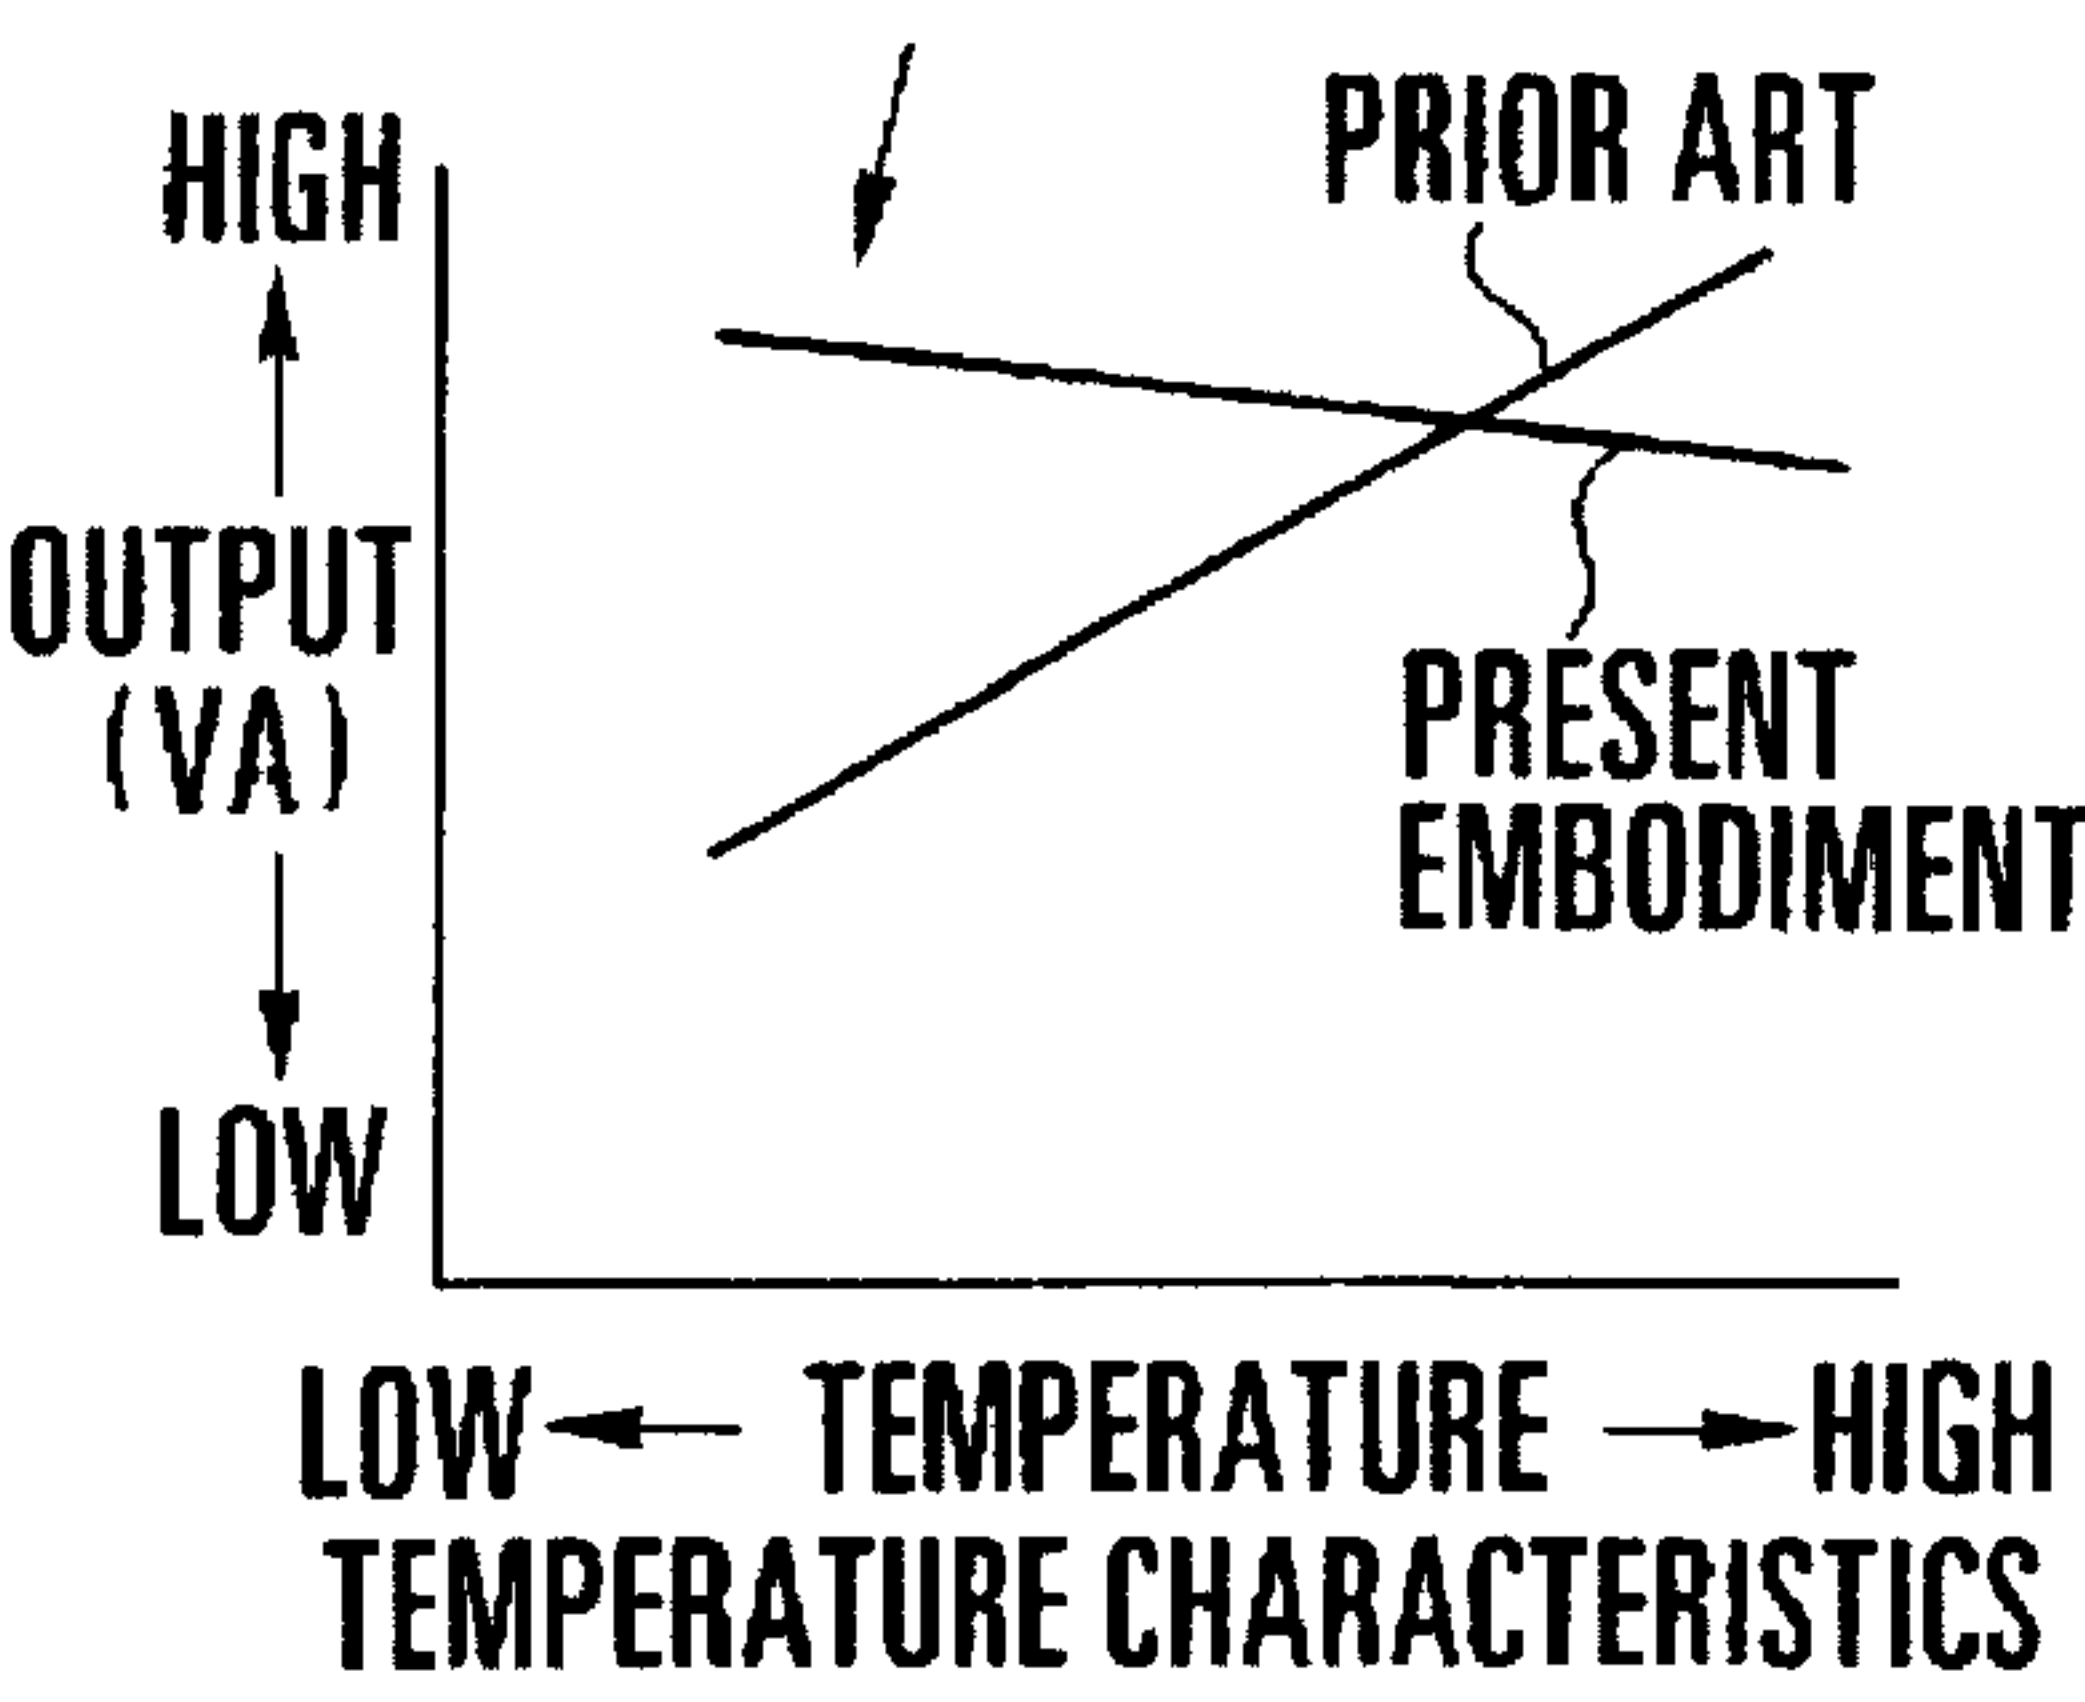 PRIOR ART
HIGH
OUTPUT
(VA)
PRESENT
EMBODIMENT
LOW
LOW TEMPERATURE HIGH
TEMPERATURE CHARACTERISTICS